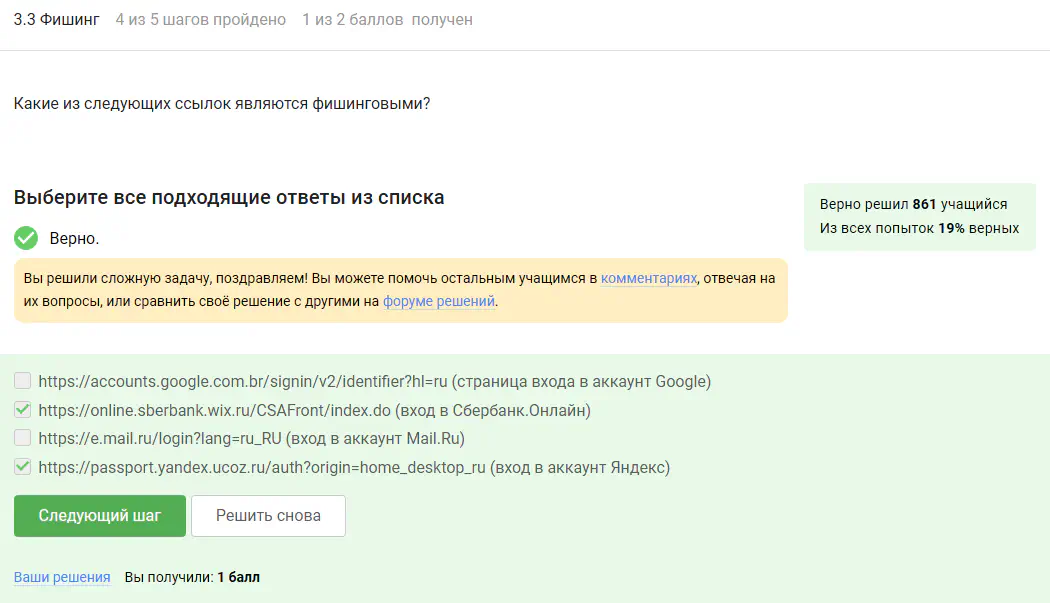 3.3 Фишинг 4 из 5 шагов пройдено 1 из 2 баллов получен
Какие из следующих ссылок являются фишинговыми?
Выберите все подходящие ответы из списка
Верно.
Вы решили сложную задачу, поздравляем! Вы можете помочь остальным учащимся в комментариях, отвечая на
их вопросы, или сравнить своё решение с другими на форуме решений.
Верно решил 861 учащийся
Из всех попыток 19% верных
https://accounts.google.com.br/signin/v2/identifier?hl=ru (страница входа в аккаунт Google)
https://online.sberbank.wix.ru/CSAFront/index.do (вход в Сбербанк.Онлайн)
https://e.mail.ru/login?lang=ru_RU (вход в аккаунт Mail.Ru)
https://passport.yandex.ucoz.ru/auth?origin=home_desktop_ru (вход в аккаунт Яндекс)
Следующий шаг Решить снова
Ваши решения Вы получили: 1 балл